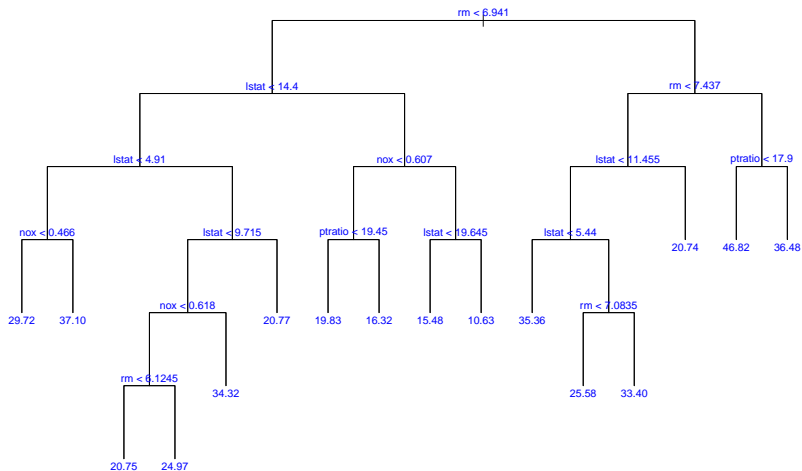 rm < 6.941
lstat < 14.4
rm < 7.437
lstat < 4.91
nox < 0.607
lstat < 11.455
ptratio < 17.9
nox < 0.466
lstat < 9.715
ptratio < 19.45
lstat < 19.645
lstat < 5.44
20.74
46.82
36.48
29.72
37.10
nox < 0.618
20.77
19.83
16.32
15.48
10.63
35.36
rm < 7.0835
rm < 6.1245
34.32
25.58
33.40
20.75
24.97